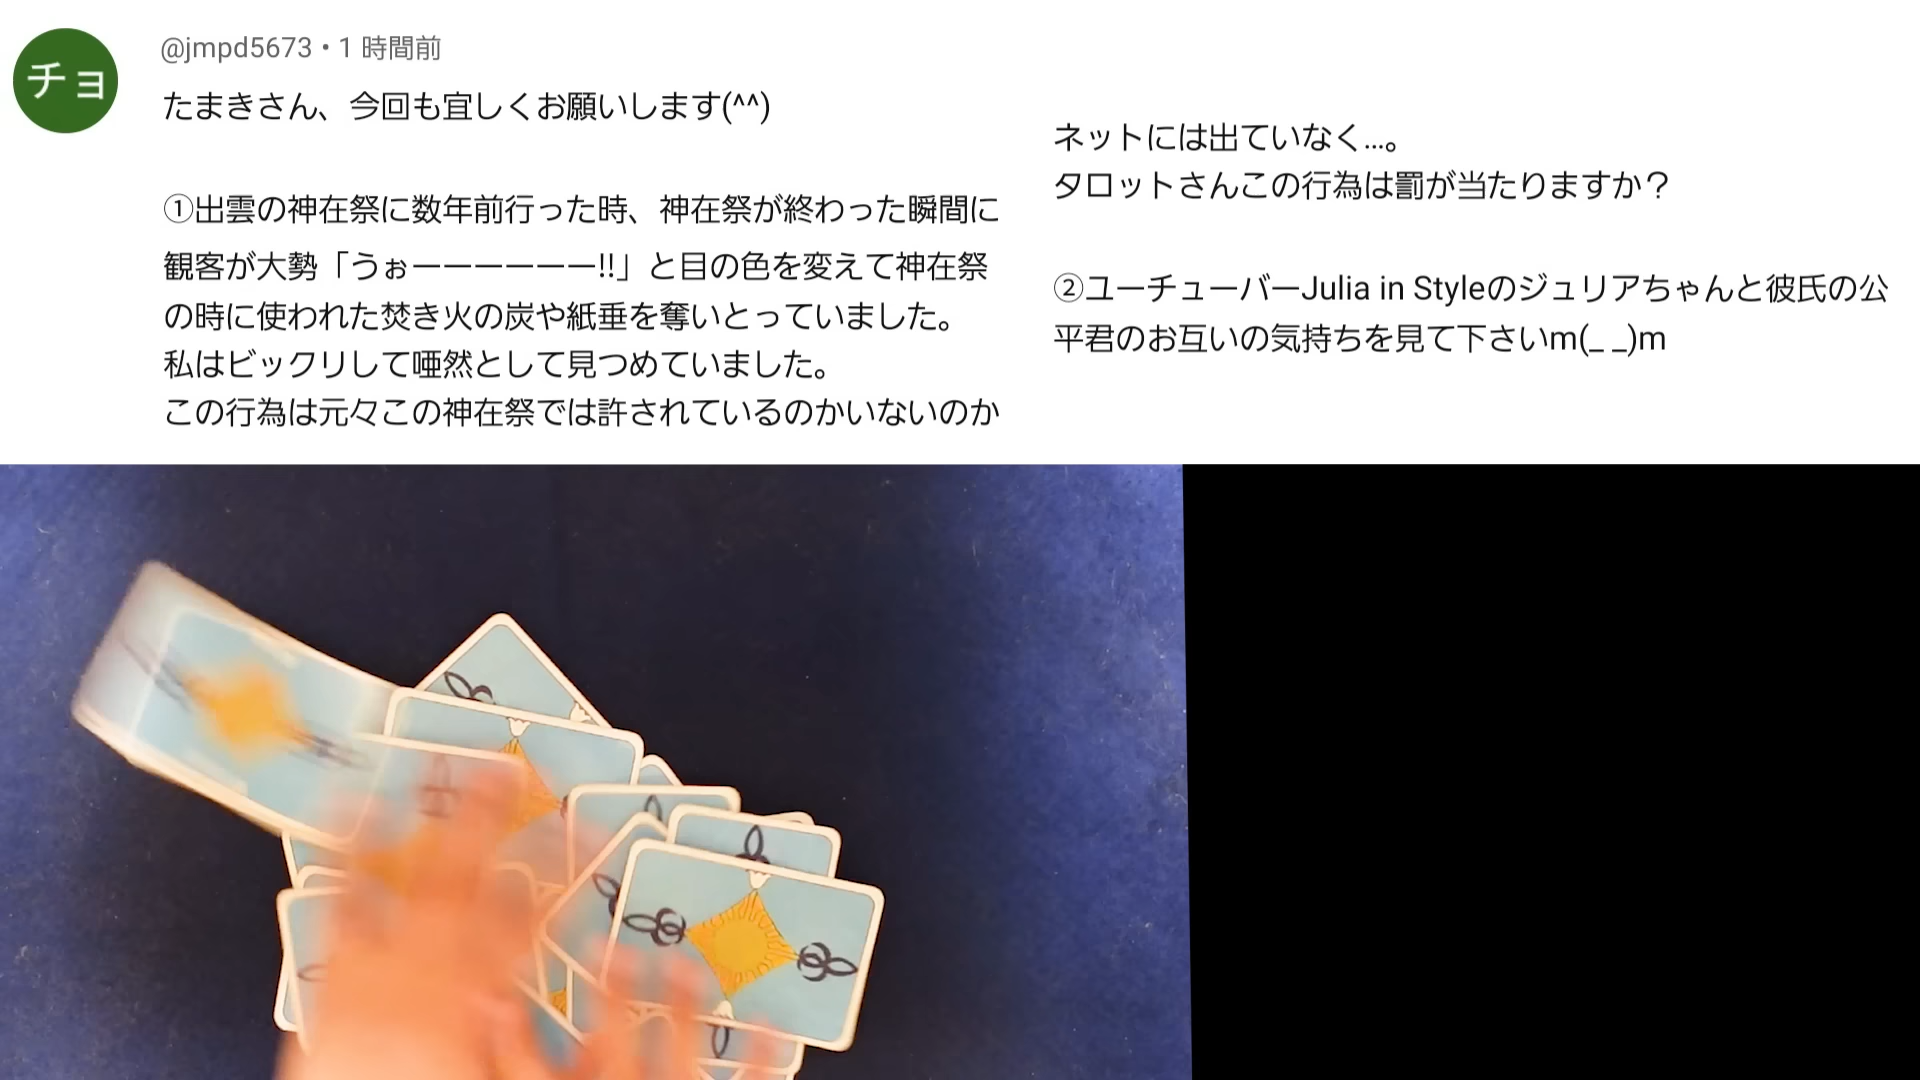 チョ
@jmpd5673 • 1 時間前
たまきさん、今回も宜しくお願いします(^^)
①出雲の神在祭に数年前行った時、神在祭が終わった瞬間に
観客が大勢「うぉーーーーーー!!」と目の色を変えて神在祭
の時に使われた焚き火の炭や紙垂を奪いとっていました。
私はビックリして唖然として見つめていました。
この行為は元々この神在祭では許されているのかいないのか
ネットには出ていなく...。
タロットさんこの行為は罰が当たりますか？
②ユーチューバーJulia in Styleのジュリアちゃんと彼氏の公
平君のお互いの気持ちを見て下さいm(_ _)m